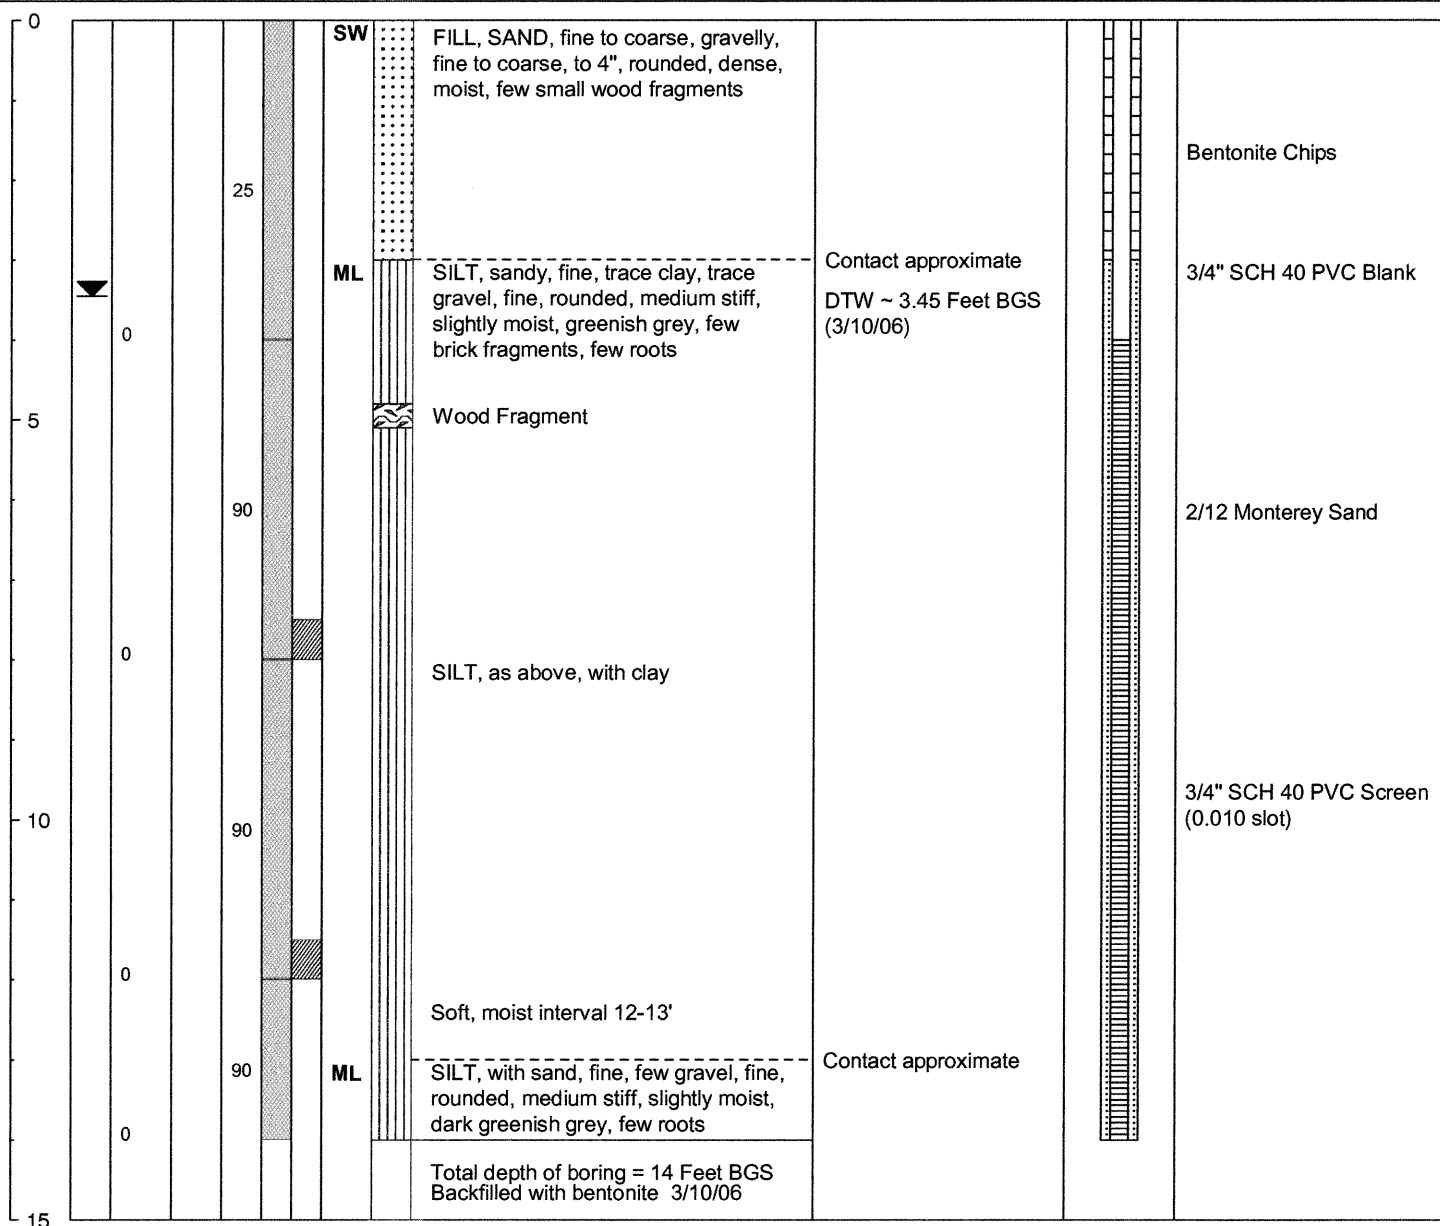 0
SW
FILL, SAND, fine to coarse, gravelly,
fine to coarse, to 4", rounded, dense,
moist, few small wood fragments
Bentonite Chips
25
Contact approximate
ML
SILT, sandy, fine, trace clay, trace
gravel, fine, rounded, medium stiff,
slightly moist, greenish grey, few
brick fragments, few roots
3/4" SCH 40 PVC Blank
DTW ~ 3.45 Feet BGS
(3/10/06)
0
5
Wood Fragment
90
2/12 Monterey Sand
0
SILT, as above, with clay
3/4" SCH 40 PVC Screen
(0.010 slot)
10
90
0
Soft, moist interval 12-13'
Contact approximate
90
ML
SILT, with sand, fine, few gravel, fine,
rounded, medium stiff, slightly moist,
dark greenish grey, few roots
0
Total depth of boring = 14 Feet BGS
Backfilled with bentonite 3/10/06
15